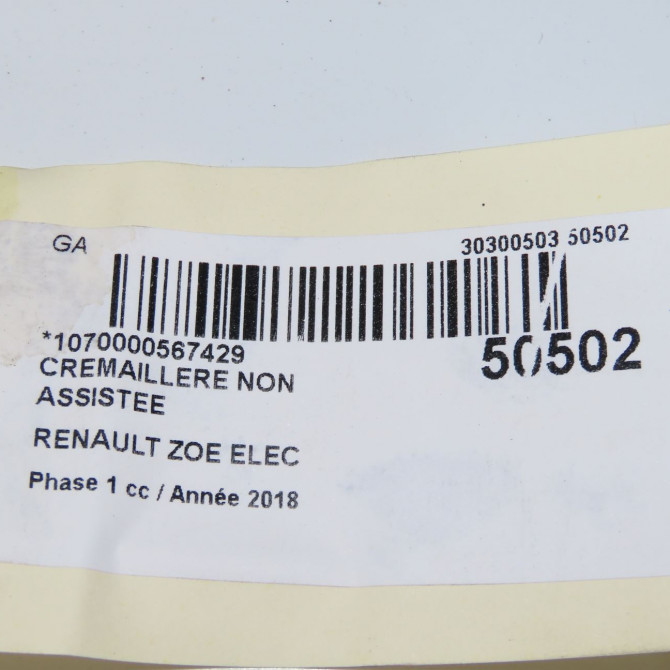 GA
30300503 50502
*1070000567429
50502
CREMAILLERE NON
ASSISTEE
RENAULT ZOE ELEC
Phase 1 cc / Année 2018